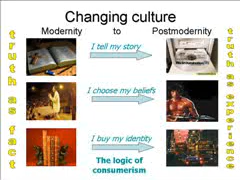 Changing culture
Modernity to Postmodernity
truth as fact
I tell my story
I choose my beliefs
I buy my identity
The logic of
consumerism
truth as experience